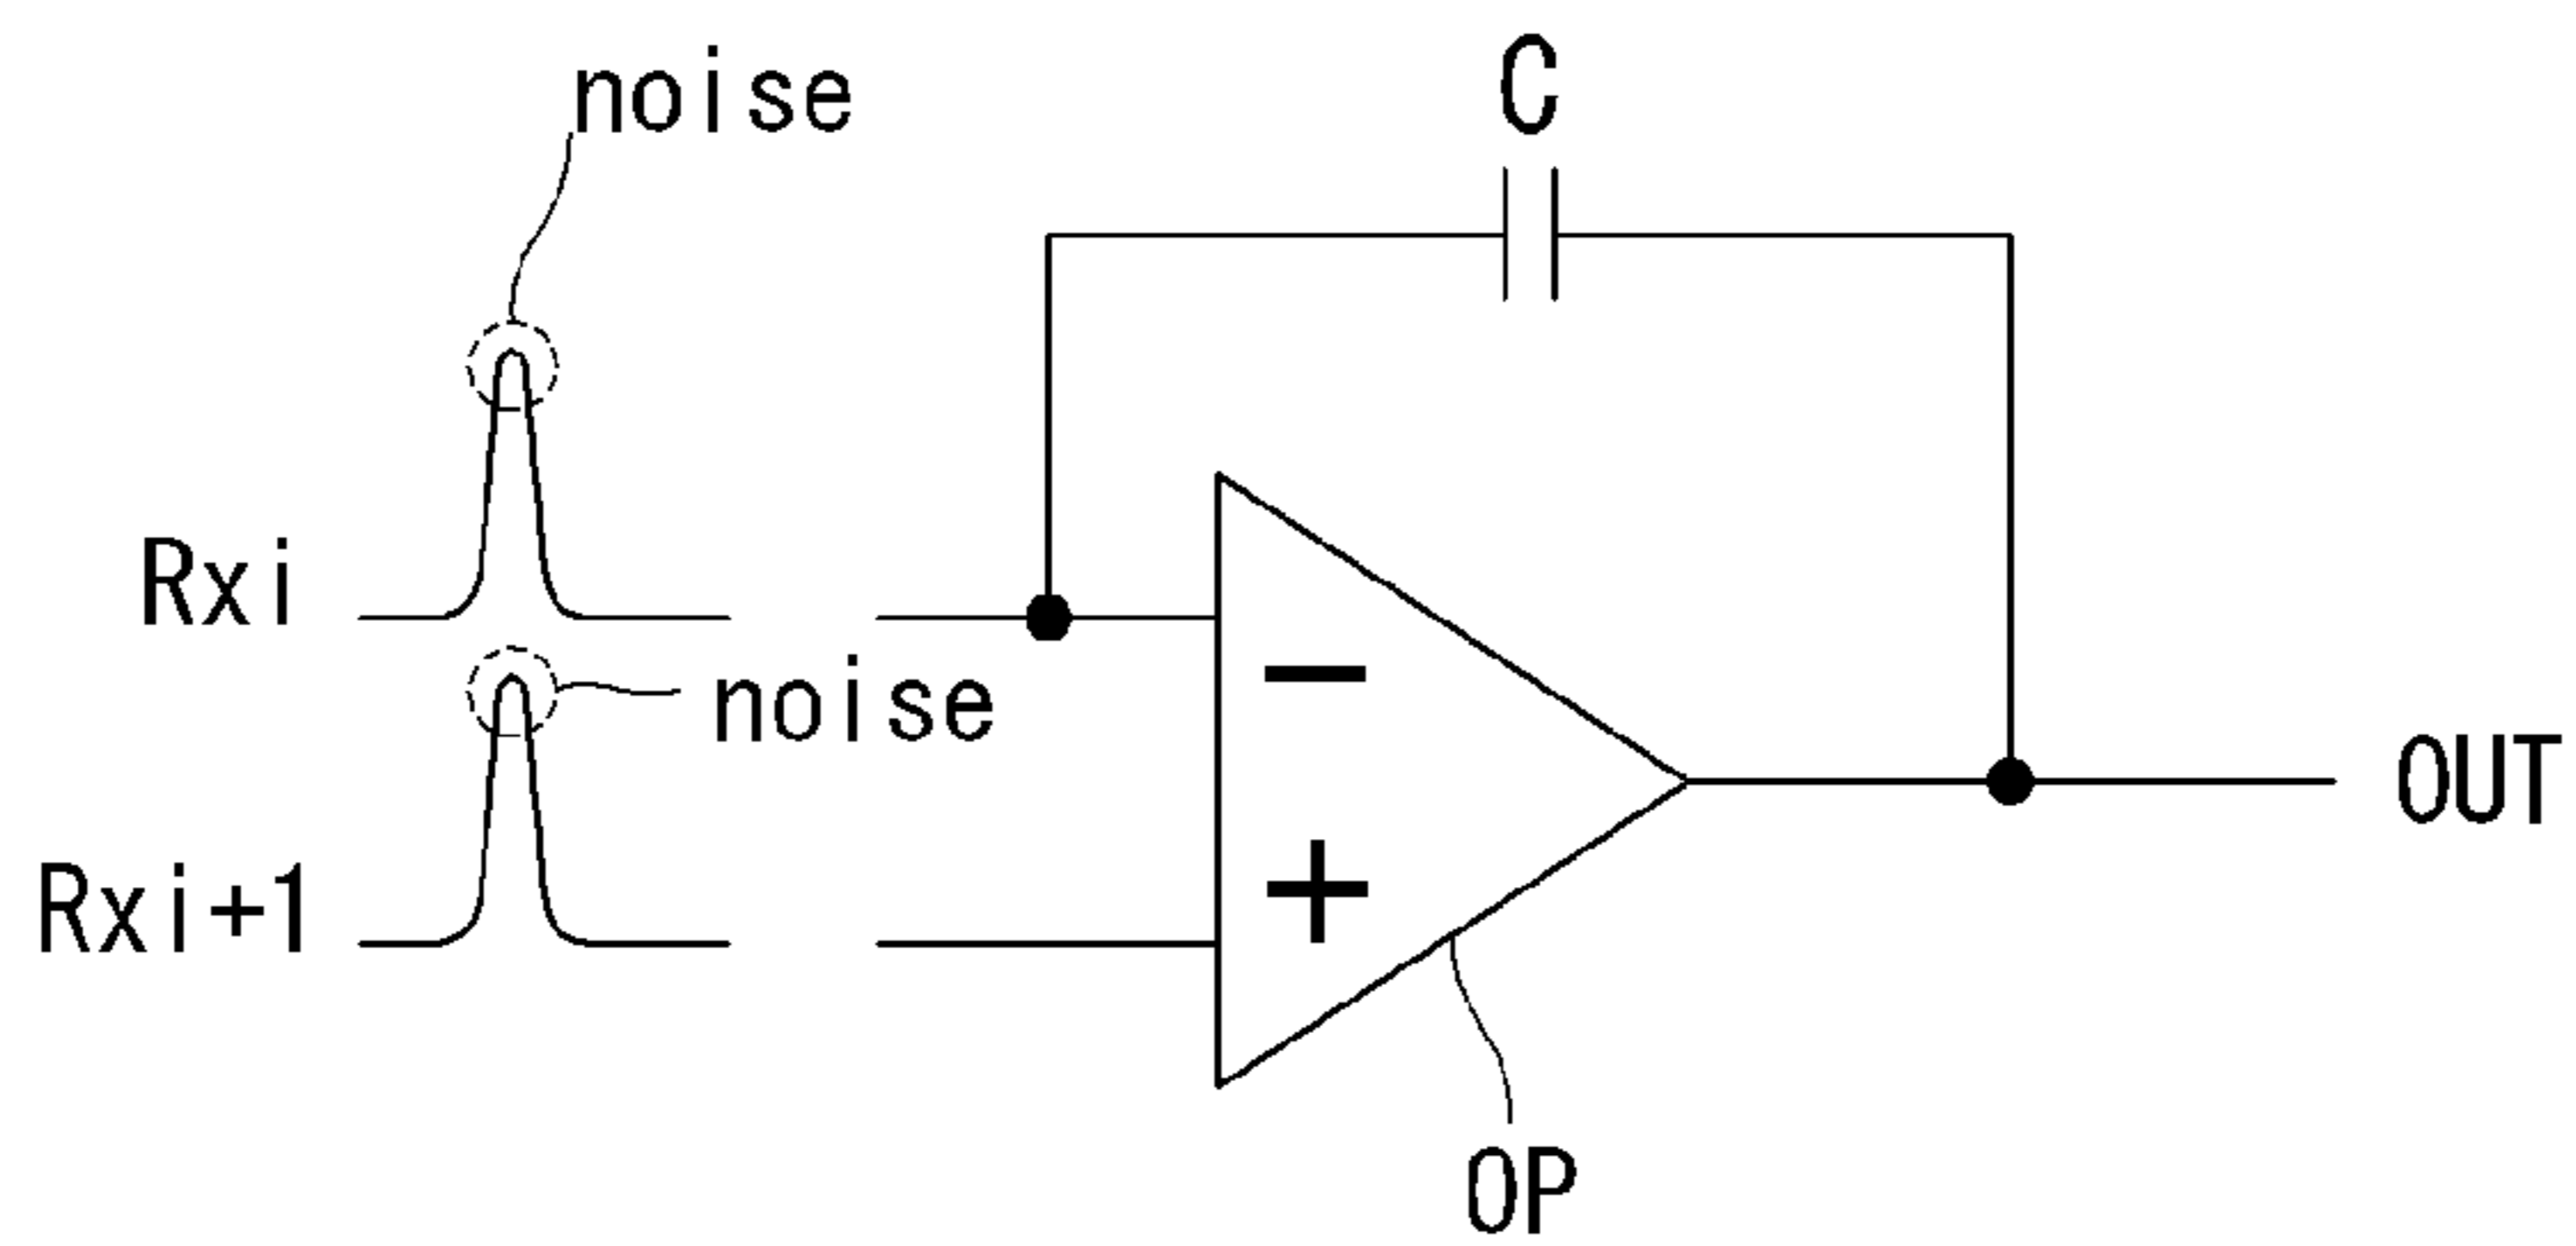 noise
C
Rxi
noise
-
+
Rxi+1
OUT
OP